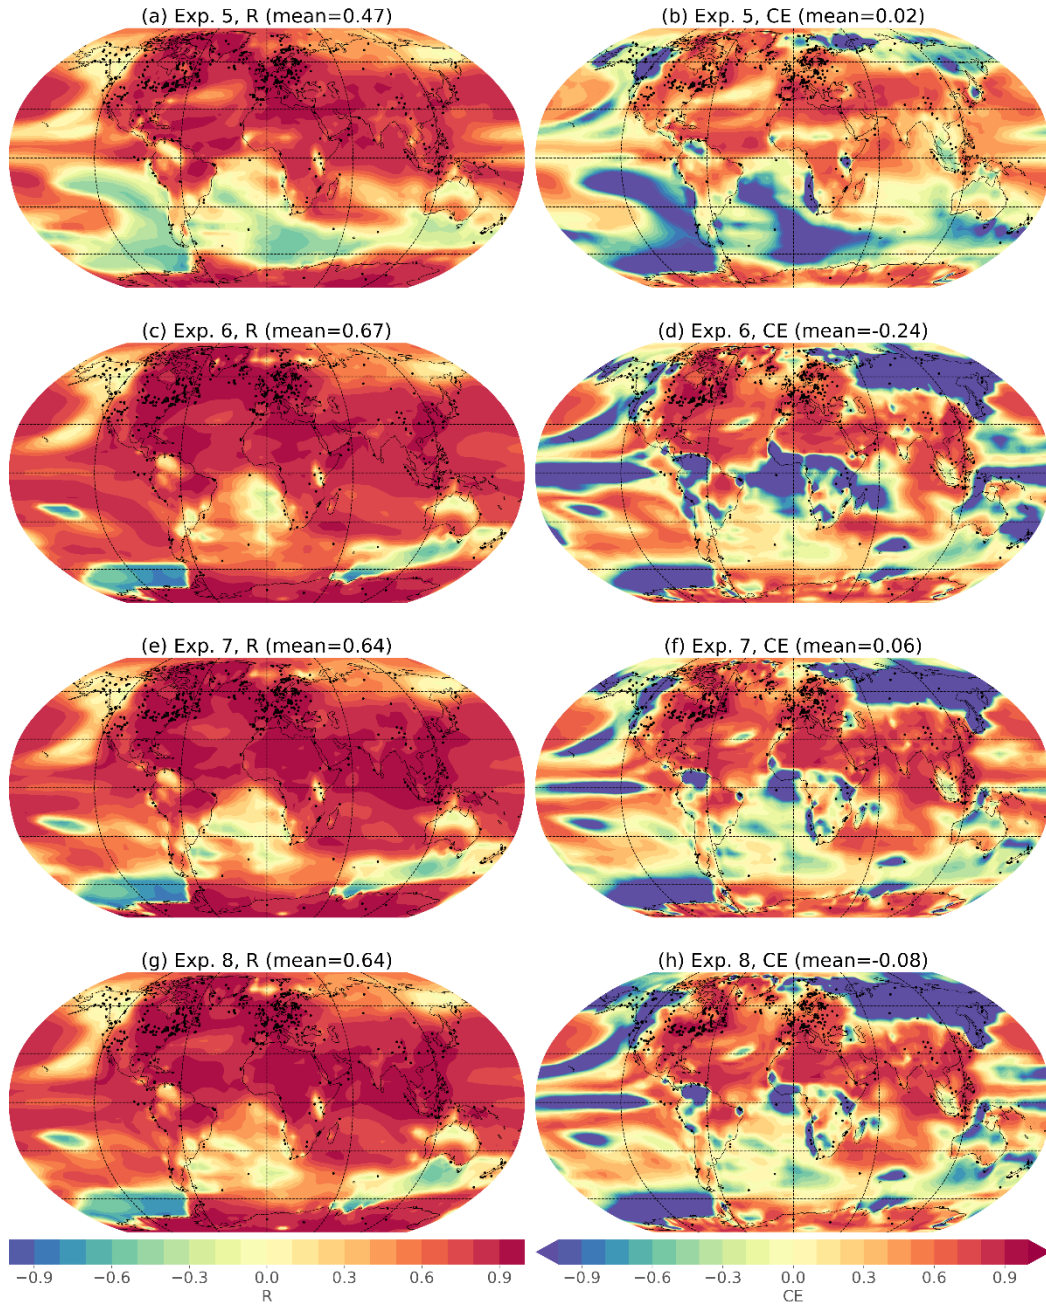 (a) Exp. 5, R (mean=0.47)
(b) Exp. 5, CE (mean=0.02)
(c) Exp. 6, R (mean=0.67)
(d) Exp. 6, CE (mean=-0.24)
(e) Exp. 7, R (mean=0.64)
(f) Exp. 7, CE (mean=0.06)
(g) Exp. 8, R (mean=0.64)
(h) Exp. 8, CE (mean=-0.08)
−0.9 −0.6 −0.3 0.0 0.3 0.6 0.9
R
−0.9 −0.6 −0.3 0.0 0.3 0.6 0.9
CE